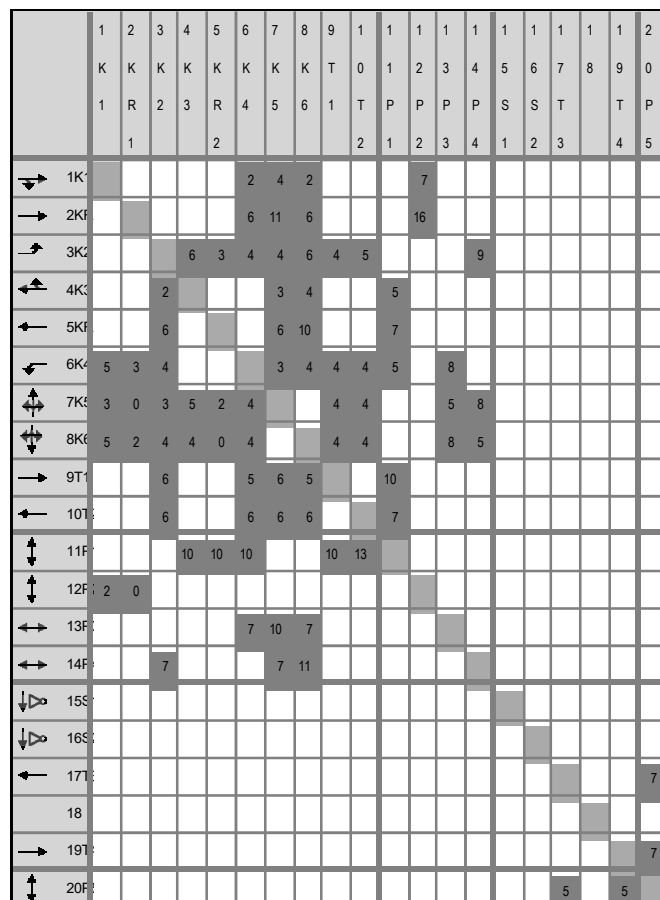 1 2 3 4 5 6 7 8 9 1 1 1 1 1 1 1 1 1 1 2
K K K K K K K K T 0 1 2 3 4 5 6 7 8 9 0
1 R 2 3 R 4 5 6 1 T P P P P S S T T P
1 2 2 1 2 3 4 1 2 3 4 5
1K1 2 4 2 7
2KR 6 11 6 16
3K2 6 3 4 4 6 4 5 9
4K3 2 3 4 5
5KR 6 6 10 7
6K4 5 3 4 3 4 4 4 5 8
7K5 3 0 3 5 2 4 4 4 5 8
8K6 5 2 4 4 0 4 4 4 8 5
9T1 6 5 6 5 10
10T2 6 6 6 6 7
11P 10 10 10 10 13
12P 2 0
13P 7 10 7
14P 7 7 11
15S
16S
17T 7
18
19T 7
20P 5 5